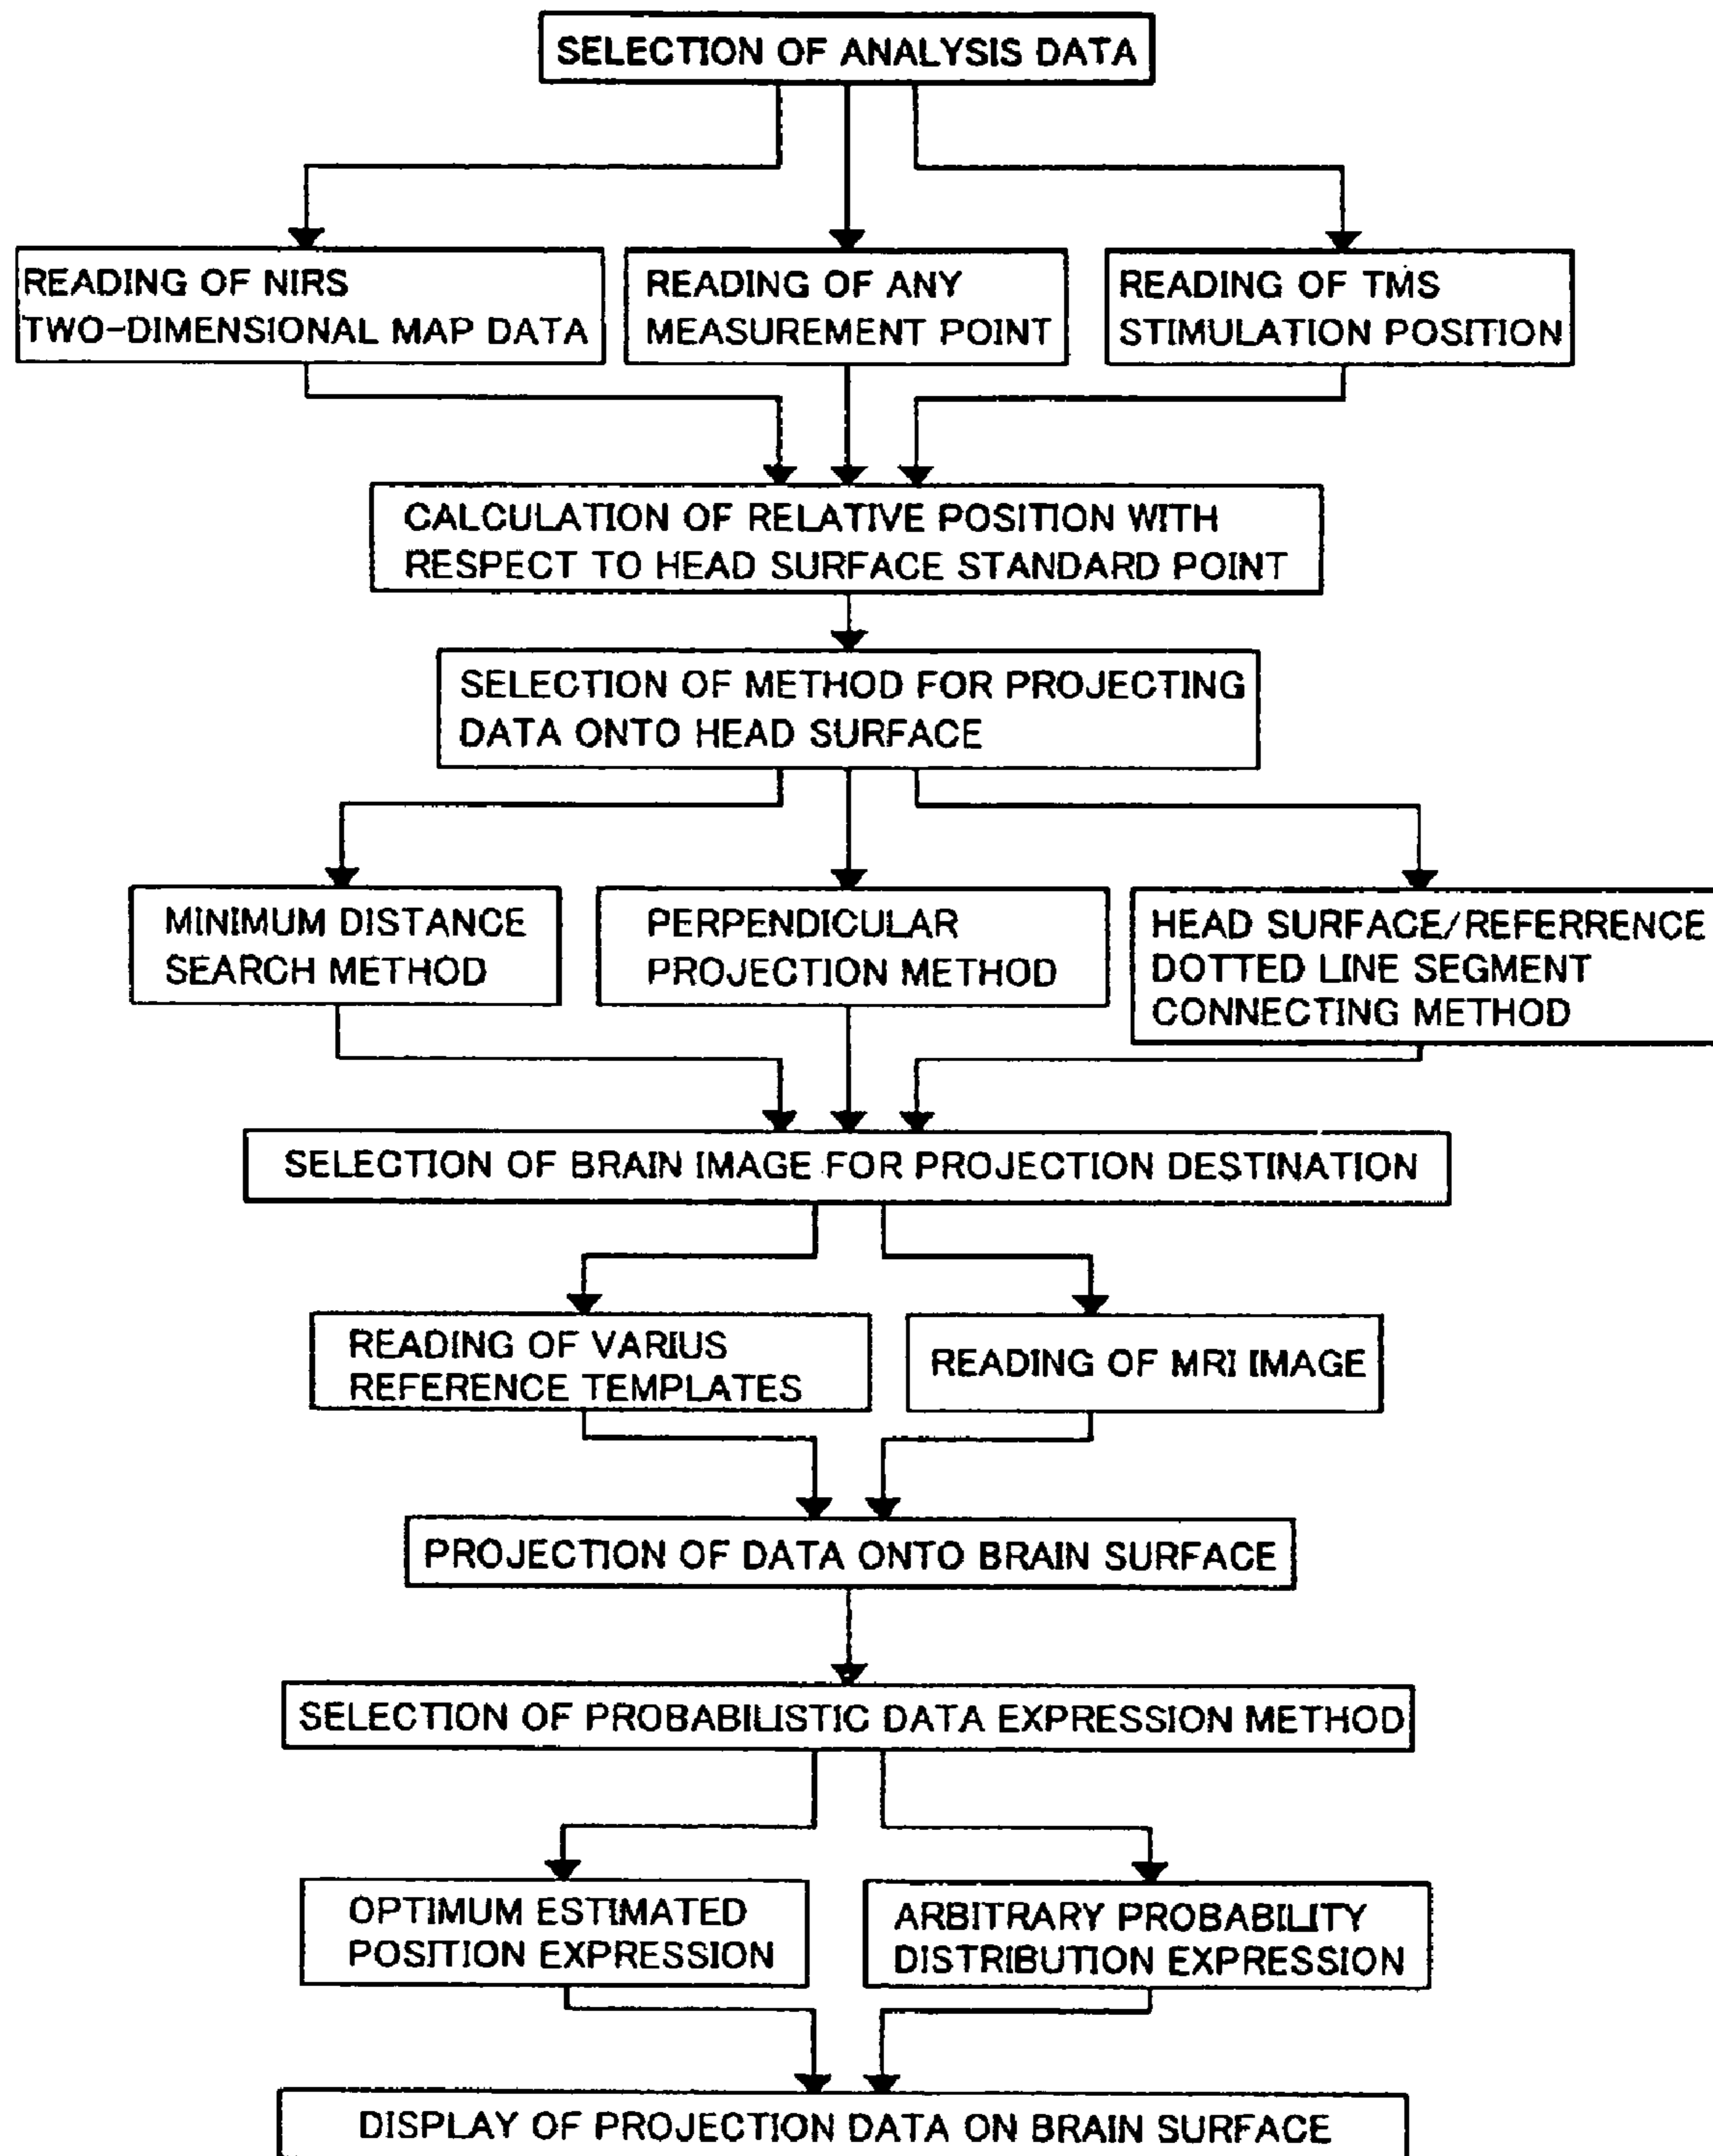 SELECTION OF ANALYSIS DATA
READING OF NIRS
TWO-DIMENSIONAL MAP DATA
READING OF ANY
MEASUREMENT POINT
READING OF TMS
STIMULATION POSITION
CALCULATION OF RELATIVE POSITION WITH
RESPECT TO HEAD SURFACE STANDARD POINT
SELECTION OF METHOD FOR PROJECTING
DATA ONTO HEAD SURFACE
MINIMUM DISTANCE
SEARCH METHOD
PERPENDICULAR
PROJECTION METHOD
HEAD SURFACE/REFERRENCE
DOTTED LINE SEGMENT
CONNECTING METHOD
SELECTION OF BRAIN IMAGE FOR PROJECTION DESTINATION
READING OF VARIUS
REFERENCE TEMPLATES
READING OF MRI IMAGE
PROJECTION OF DATA ONTO BRAIN SURFACE
SELECTION OF PROBABILISTIC DATA EXPRESSION METHOD
OPTIMUM ESTIMATED
POSITION EXPRESSION
ARBITRARY PROBABILITY
DISTRIBUTION EXPRESSION
DISPLAY OF PROJECTION DATA ON BRAIN SURFACE